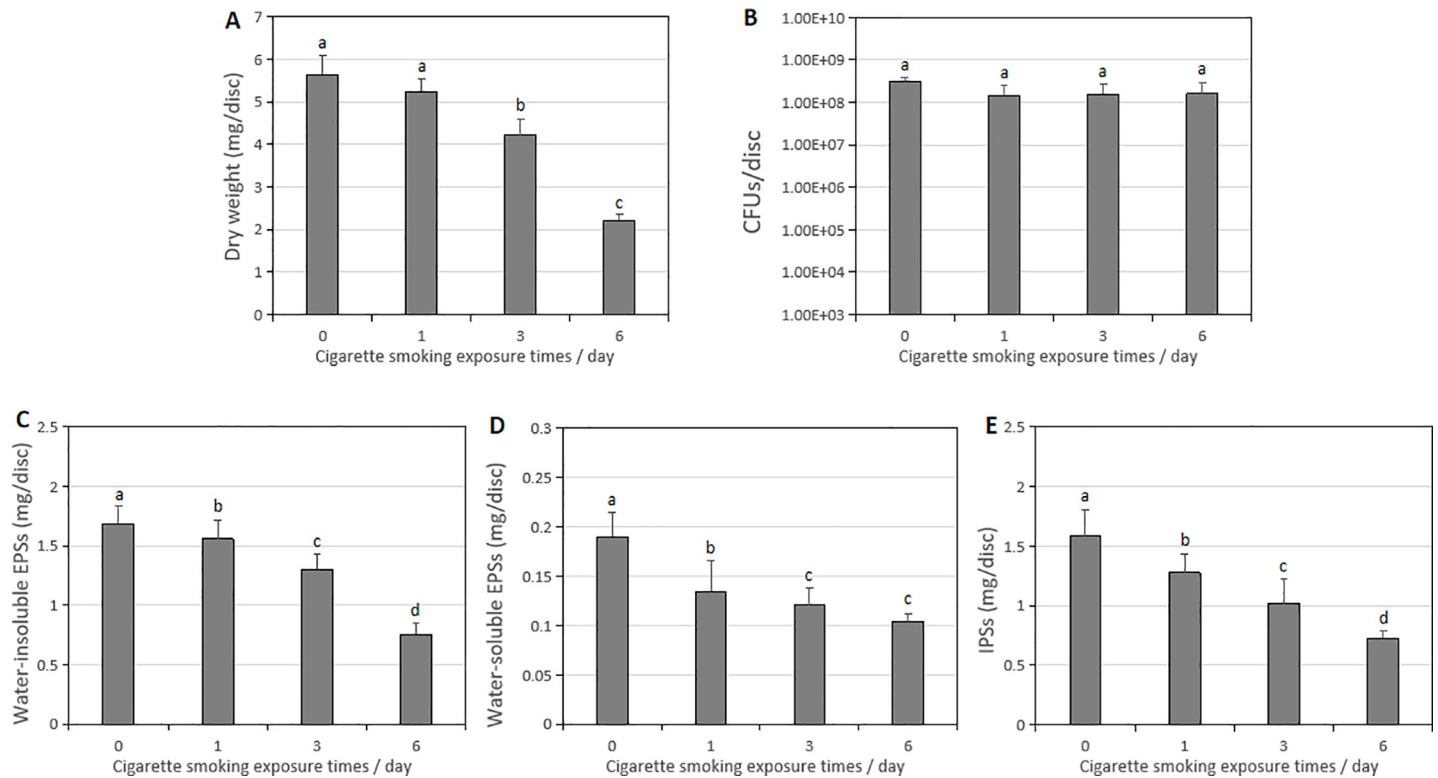 A
Dry weight (mg/disc)
7
6
5
4
3
2
1
0
a
a
b
c
0 1 3 6
Cigarette smoking exposure times / day
B
CFUs/disc
1.00E+10
1.00E+09
1.00E+08
1.00E+07
1.00E+06
1.00E+05
1.00E+04
1.00E+03
a
a
a
a
0 1 3 6
Cigarette smoking exposure times / day
C
Water-insoluble EPSs (mg/disc)
2.5
2
1.5
1
0.5
0
a
b
c
d
0 1 3 6
Cigarette smoking exposure times / day
D
Water-soluble EPSs (mg/disc)
0.3
0.25
0.2
0.15
0.1
0.05
0
a
b
c
c
0 1 3 6
Cigarette smoking exposure times / day
E
IPSs (mg/disc)
2.5
2
1.5
1
0.5
0
a
b
c
d
0 1 3 6
Cigarette smoking exposure times / day